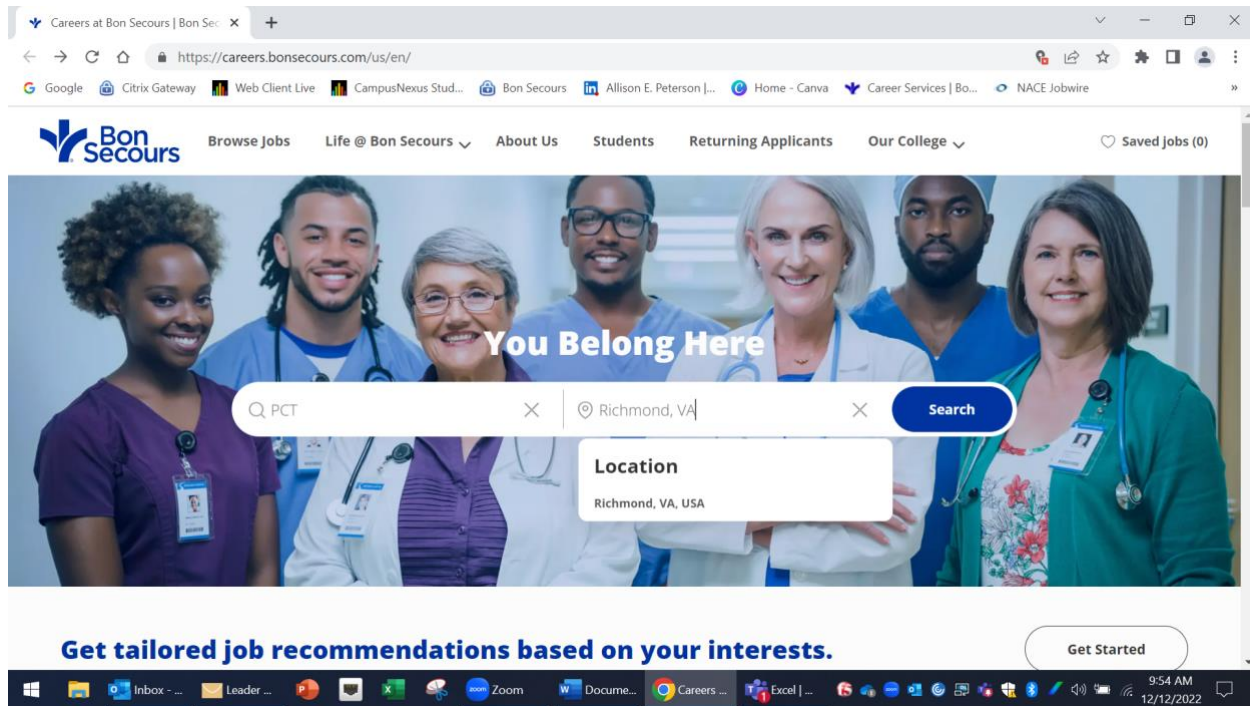 Careers at Bon Secours | Bon Sec
https://careers.bonsecours.com/us/en/
Google Citrix Gateway Web Client Live CampusNexus Stud... Bon Secours Allison E. Peterson |... Home - Canva Career Services | Bo... NACE Jobwire »
Bon Secours Browse Jobs Life @ Bon Secours About Us Students Returning Applicants Our College Saved jobs (0)
You Belong Here
PCT Richmond, VA Search
Location
Richmond, VA, USA
Get tailored job recommendations based on your interests. Get Started
Inbox - ... Leader ... Zoom Docume... Careers ... Excel | ... 9:54 AM
12/12/2022